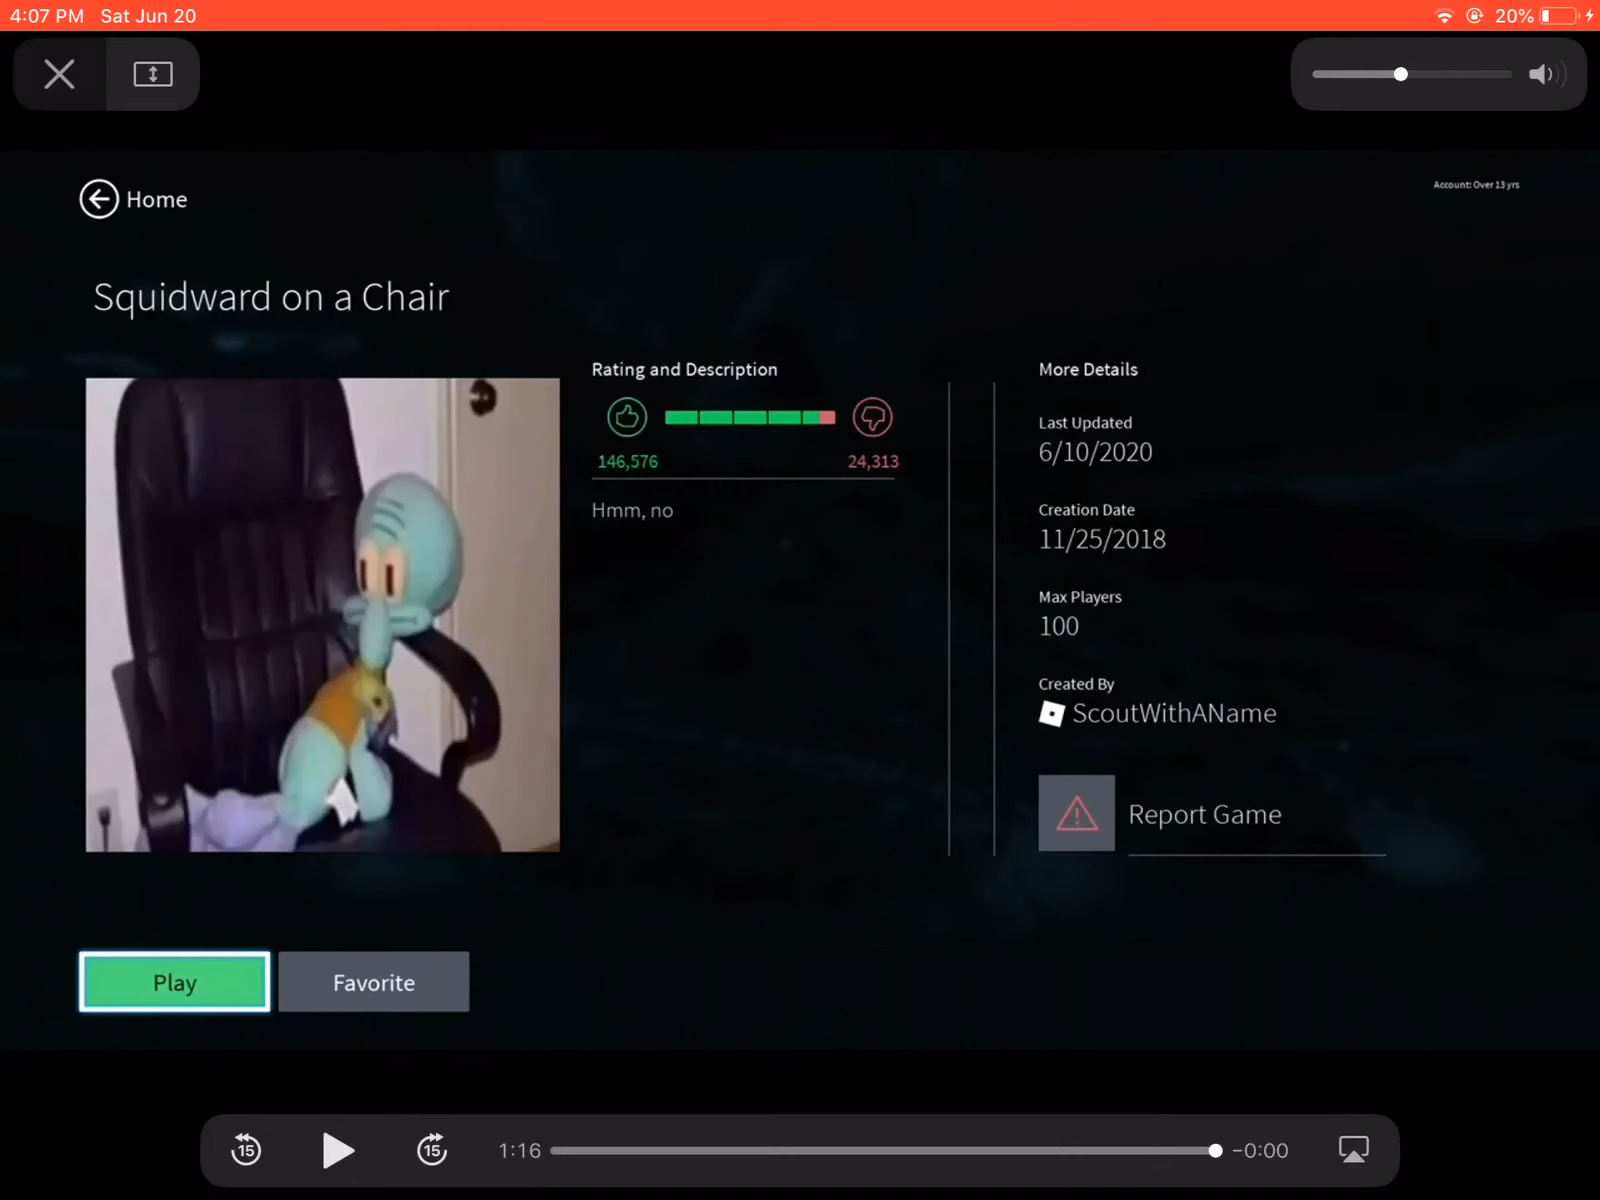 4:07 PM Sat Jun 20
20%
Home
Account: Over 13 yrs
Squidward on a Chair
Rating and Description
146,576
24,313
Hmm, no
More Details
Last Updated
6/10/2020
Creation Date
11/25/2018
Max Players
100
Created By
ScoutWithAName
Report Game
Play
Favorite
15
15
1:16
-0:00